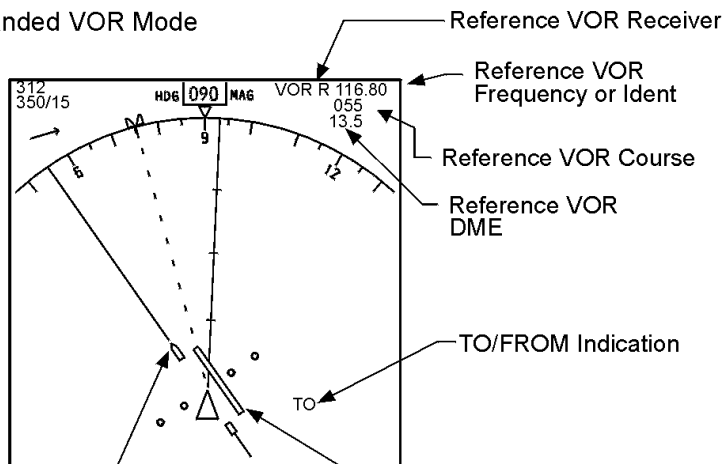 nded VOR Mode
Reference VOR Receiver
312
350/15
HDG 090 MAG
VOR R 116.80
055
13.5
Reference VOR
Frequency or Ident
Reference VOR Course
Reference VOR
DME
6
9
12
TO
TO/FROM Indication